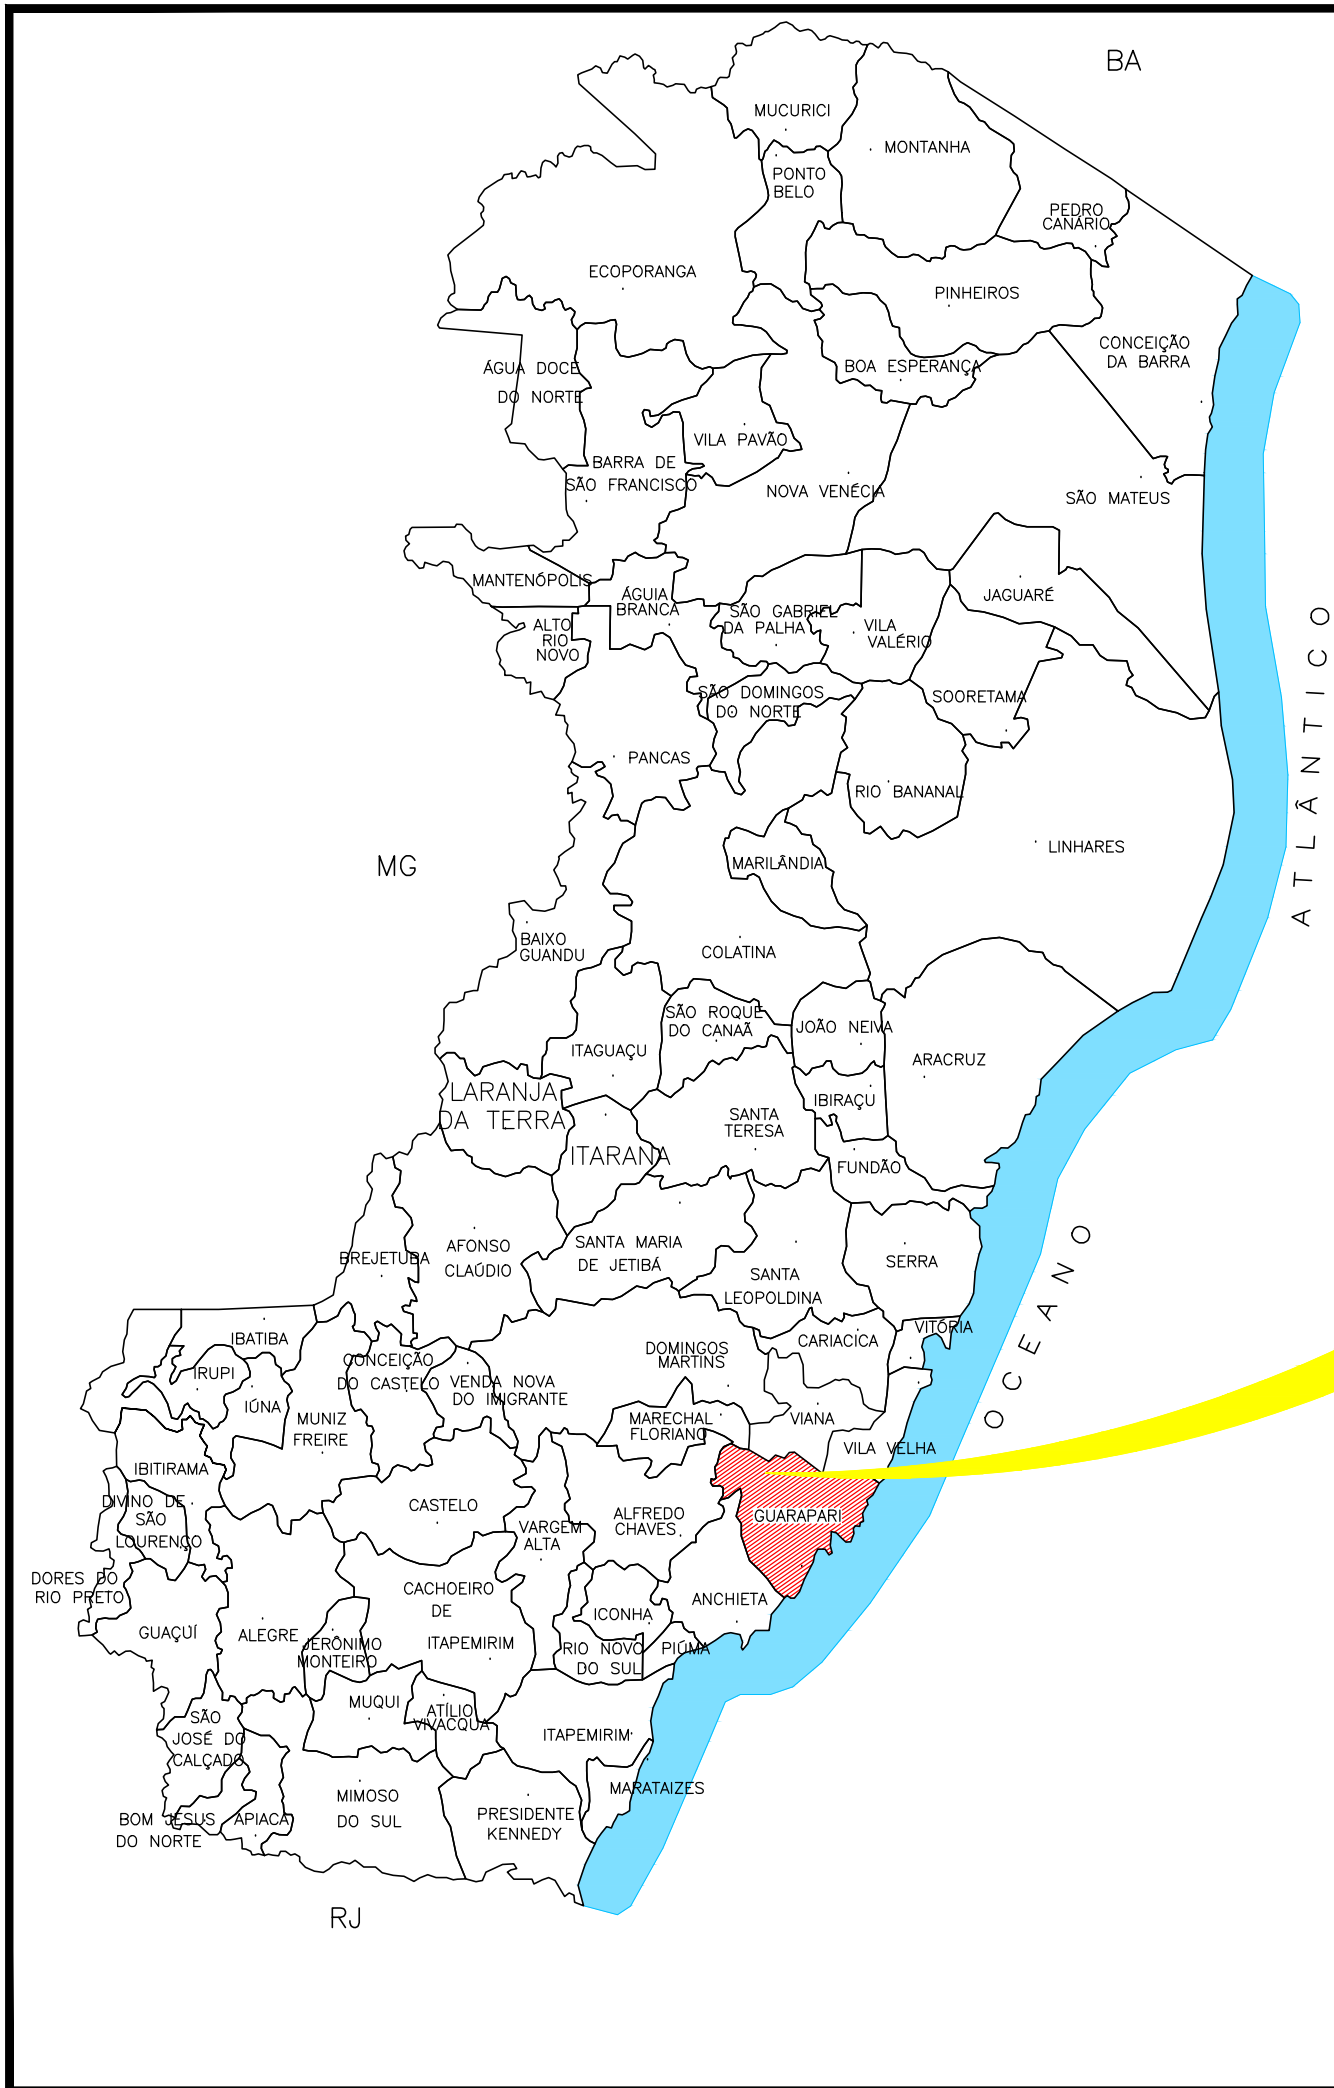 BA
MUCURICI
MONTANHA
PONTO
BELO
PEDRO
CANÁRIO
ECOPORANGA
PINHEIROS
CONCEIÇÃO
DA BARRA
ÁGUA DOCE
DO NORTE
BOA ESPERANÇA
VILA PAVÃO
BARRA DE
SÃO FRANCISCO
NOVA VENÉCIA
SÃO MATEUS
MANTENÓPOLIS
ÁGUIA
BRANCA
JAGUARÉ
SÃO GABRIEL
DA PALHA
VILA
VALÉRIO
ALTO
RIO
NOVO
SÃO DOMINGOS
DO NORTE
SOORETAMA
PANCAS
RIO BANANAL
LINHARES
MARILÂNDIA
MG
ATLÂNTICO
BAIXO
GUANDU
COLATINA
SÃO ROQUE
DO CANAÃ
JOÃO NEIVA
ITAGUAÇU
ARACRUZ
LARANJA
DA TERRA
IBIRAÇU
SANTA
TERESA
ITARANA
FUNDÃO
AFONSO
CLAÚDIO
BREJETUBA
SANTA MARIA
DE JETIBÁ
SANTA
LEOPOLDINA
SERRA
OCEANO
VITÓRIA
IBATIBA
CARIACICA
DOMINGOS
MARTINS
IRUPI
CONCEIÇÃO
DO CASTELO
VENDA NOVA
DO IMIGRANTE
IÚNA
MUNIZ
FREIRE
MARECHAL
FLORIANO
VIANA
VILA VELHA
IBITIRAMA
DIVINO DE
SÃO
LOURENÇO
CASTELO
VARGEM
ALTA
ALFREDO
CHAVES
GUARAPARI
DORES DO
RIO PRETO
CACHOEIRO
DE
ITAPEMIRIM
ANCHIETA
ICONHA
GUAÇUÍ
ALEGRE
JERÔNIMO
MONTEIRO
RIO NOVO
DO SUL
PIÚMA
MUQUI
ATÍLIO
VIVACQUA
SÃO
JOSÉ DO
CALÇADO
ITAPEMIRIM
MARATAIZES
MIMOSO
DO SUL
PRESIDENTE
KENNEDY
BOM JESUS
DO NORTE
APIACÁ
RJ